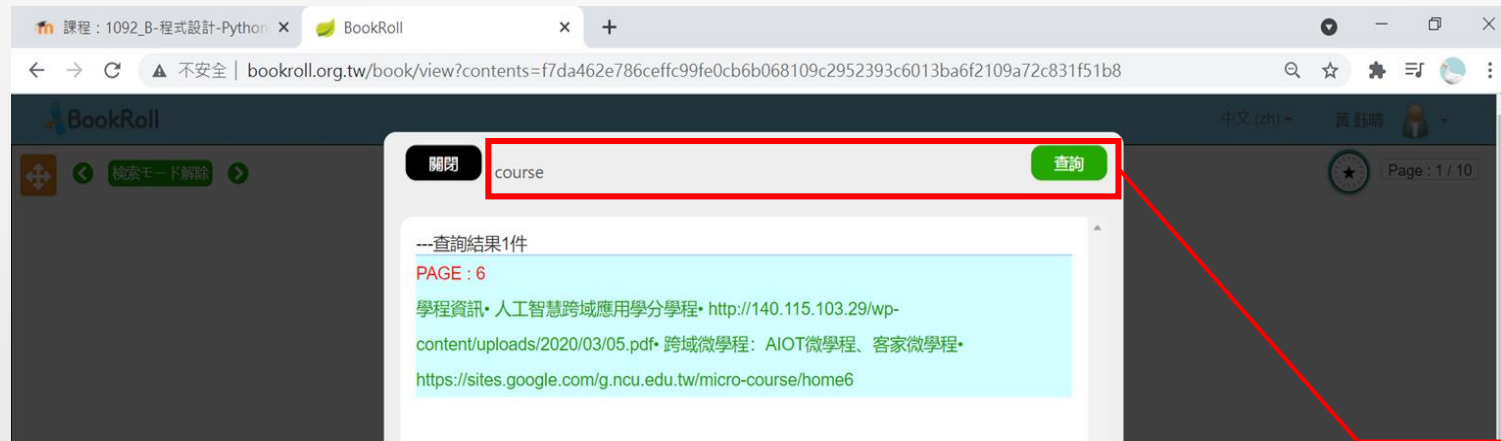 課程：1092_B-程式設計-Python
BookRoll
不安全 | bookroll.org.tw/book/view?contents=f7da462e786ceffc99fe0cb6b068109c2952393c6013ba6f2109a72c831f51b8
BookRoll
中文 (zh)
黃鈺晴
検索モード解除
Page : 1 / 10
關閉
course
查詢
---查詢結果1件
PAGE : 6
學程資訊• 人工智慧跨域應用學分學程• http://140.115.103.29/wp-
content/uploads/2020/03/05.pdf• 跨域微學程：AIOT微學程、客家微學程•
https://sites.google.com/g.ncu.edu.tw/micro-course/home6